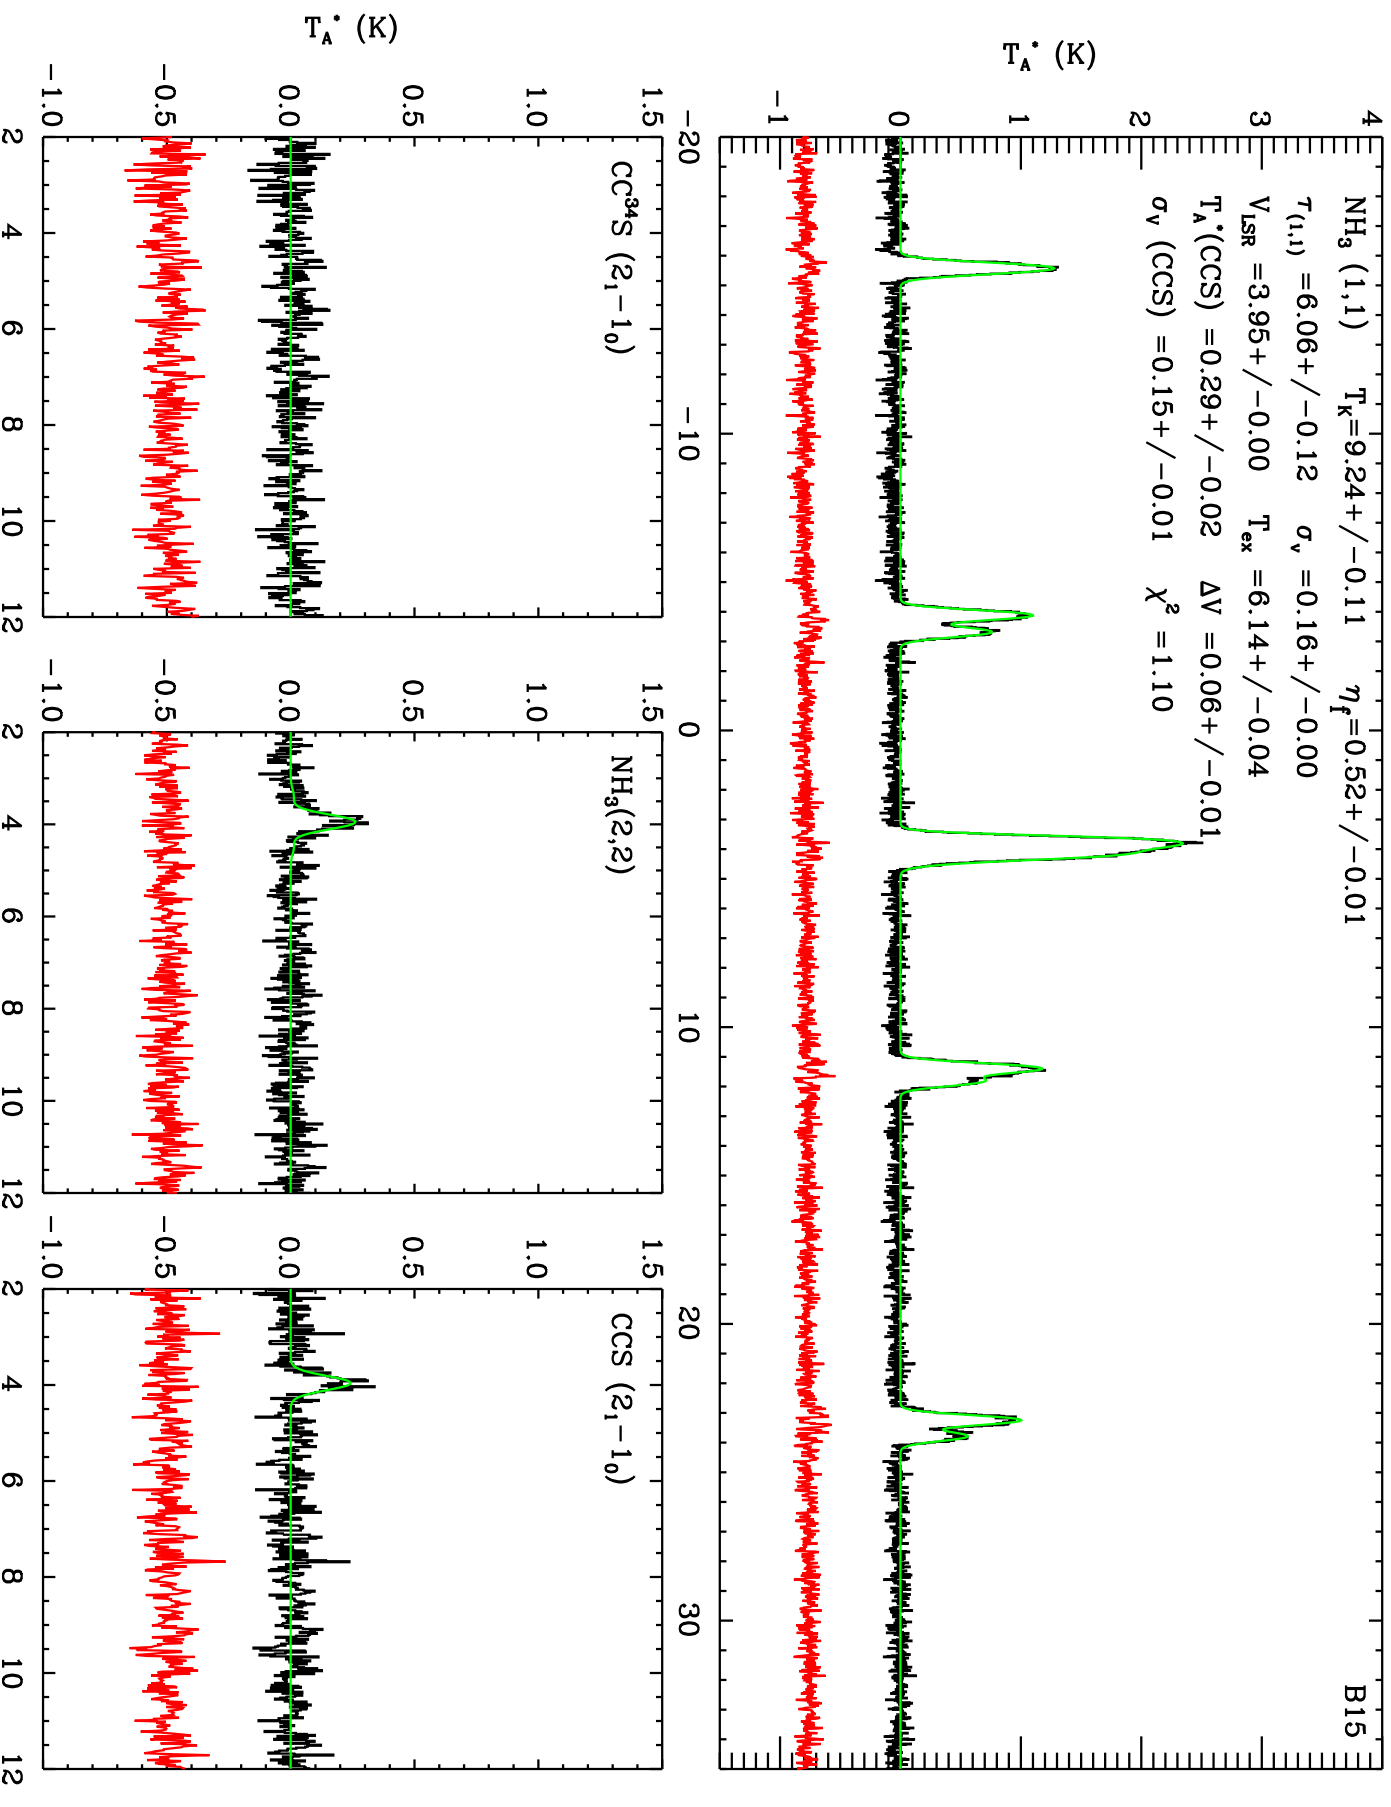 NH3 (1,1) TK=9.24+/-0.11 ηf=0.52+/-0.01 B15
τ(1,1) =6.06+/-0.12 σv =0.16+/-0.00
VLSR =3.95+/-0.00 Tex =6.14+/-0.04
TA*(CCS) =0.29+/-0.02 ΔV =0.06+/-0.01
σv (CCS) =0.15+/-0.01 χ² =1.10
TA* (K)
4
3
2
1
0
-1
-20 -10 0 10 20 30
CC³⁴S (2₁-1₀) NH₃(2,2) CCS (2₁-1₀)
TA* (K)
1.5 1.5 1.5
1.0 1.0 1.0
0.5 0.5 0.5
0.0 0.0 0.0
-0.5 -0.5 -0.5
-1.0 -1.0 -1.0
2 4 6 8 10 12 2 4 6 8 10 12 2 4 6 8 10 12